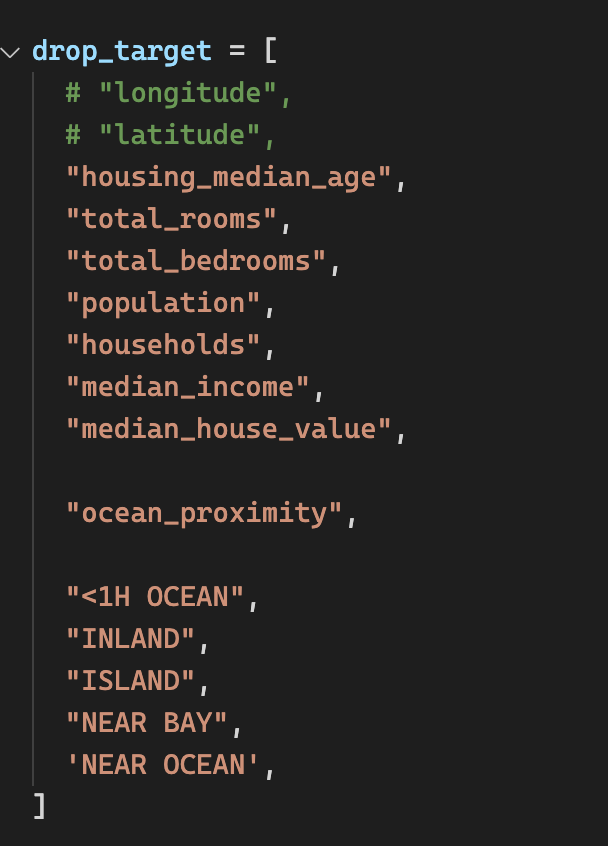 drop_target = [
# "longitude",
# "latitude",
"housing_median_age",
"total_rooms",
"total_bedrooms",
"population",
"households",
"median_income",
"median_house_value",
"ocean_proximity",
"<1H OCEAN",
"INLAND",
"ISLAND",
"NEAR BAY",
'NEAR OCEAN',
]